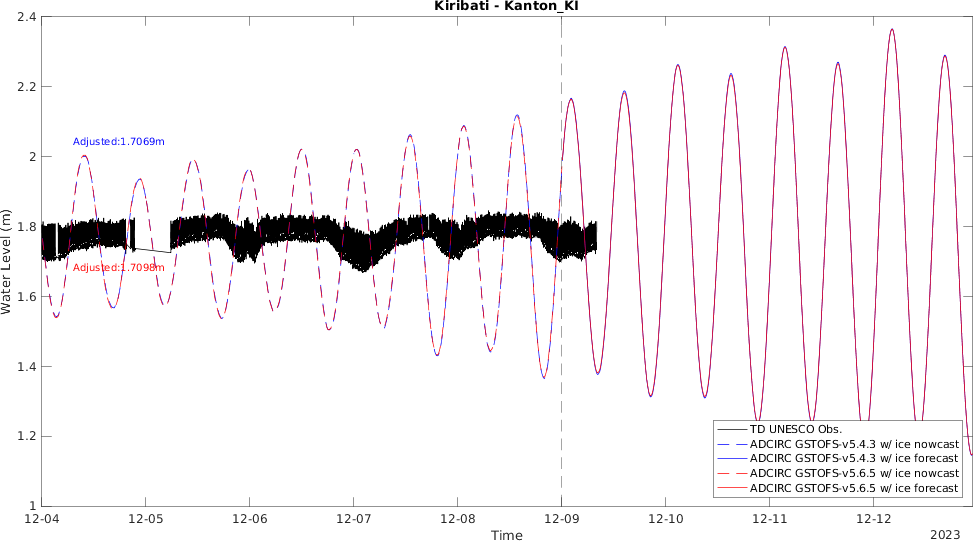 Kiribati - Kanton_KI
2.4
2.2
2
1.8
1.6
1.4
1.2
1
Water Level (m)
Adjusted:1.7069m
Adjusted:1.7098m
TD UNESCO Obs.
ADCIRC GSTOFS-v5.4.3 w/ ice nowcast
ADCIRC GSTOFS-v5.4.3 w/ ice forecast
ADCIRC GSTOFS-v5.6.5 w/ ice nowcast
ADCIRC GSTOFS-v5.6.5 w/ ice forecast
12-04 12-05 12-06 12-07 12-08 12-09 12-10 12-11 12-12
Time
2023